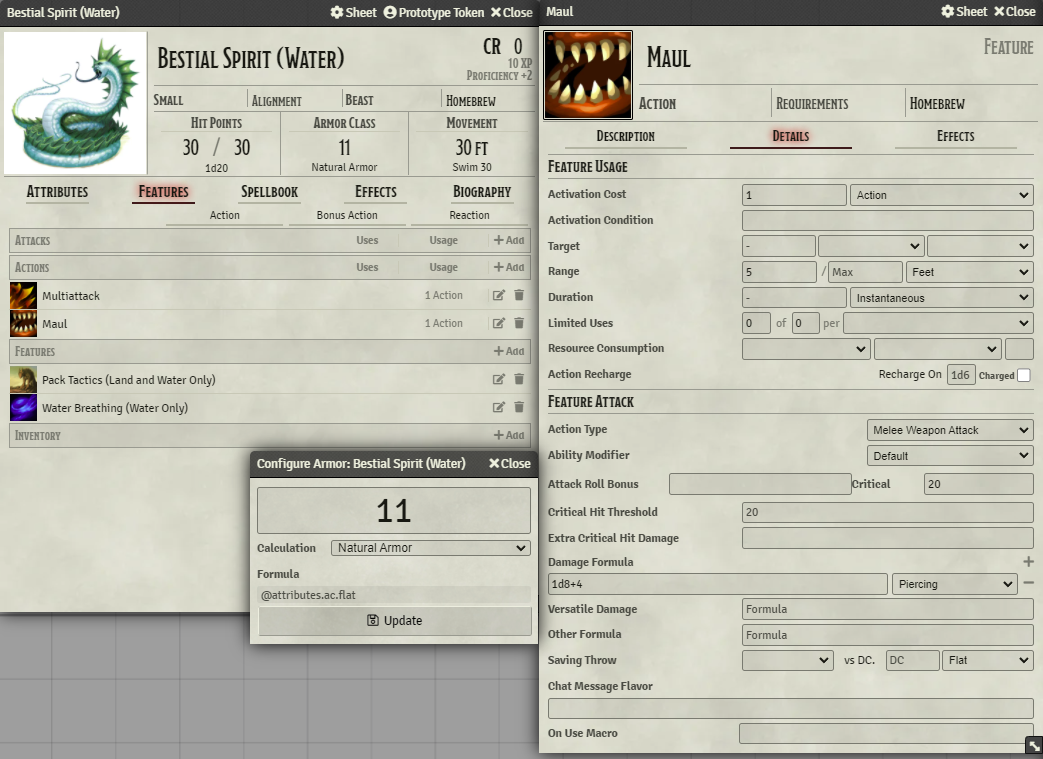 Bestial Spirit (Water) Sheet Prototype Token Close
Bestial Spirit (Water)
CR 0
10 XP
Proficiency +2
Small Alignment Beast Homebrew
Hit Points Armor Class Movement
30 / 30 11 30 ft
1d20 Natural Armor Swim 30
Attributes Features Spellbook Effects Biography
Action Bonus Action Reaction
Attacks Uses Usage Add
Actions Uses Usage Add
Multiattack 1 Action
Maul 1 Action
Features Add
Pack Tactics (Land and Water Only)
Water Breathing (Water Only)
Inventory Add
Configure Armor: Bestial Spirit (Water) Close
11
Calculation Natural Armor
Formula
@attributes.ac.flat
Update
Maul Sheet Close
Maul Feature
Action Requirements Homebrew
Description Details Effects
Feature Usage
Activation Cost 1 Action
Activation Condition
Target -
Range 5 / Max Feet
Duration - Instantaneous
Limited Uses 0 of 0 per
Resource Consumption
Action Recharge Recharge On 1d6 Charged
Feature Attack
Action Type Melee Weapon Attack
Ability Modifier Default
Attack Roll Bonus Critical 20
Critical Hit Threshold 20
Extra Critical Hit Damage
Damage Formula
1d8+4 Piercing
Versatile Damage Formula
Other Formula Formula
Saving Throw vs DC. DC Flat
Chat Message Flavor
On Use Macro